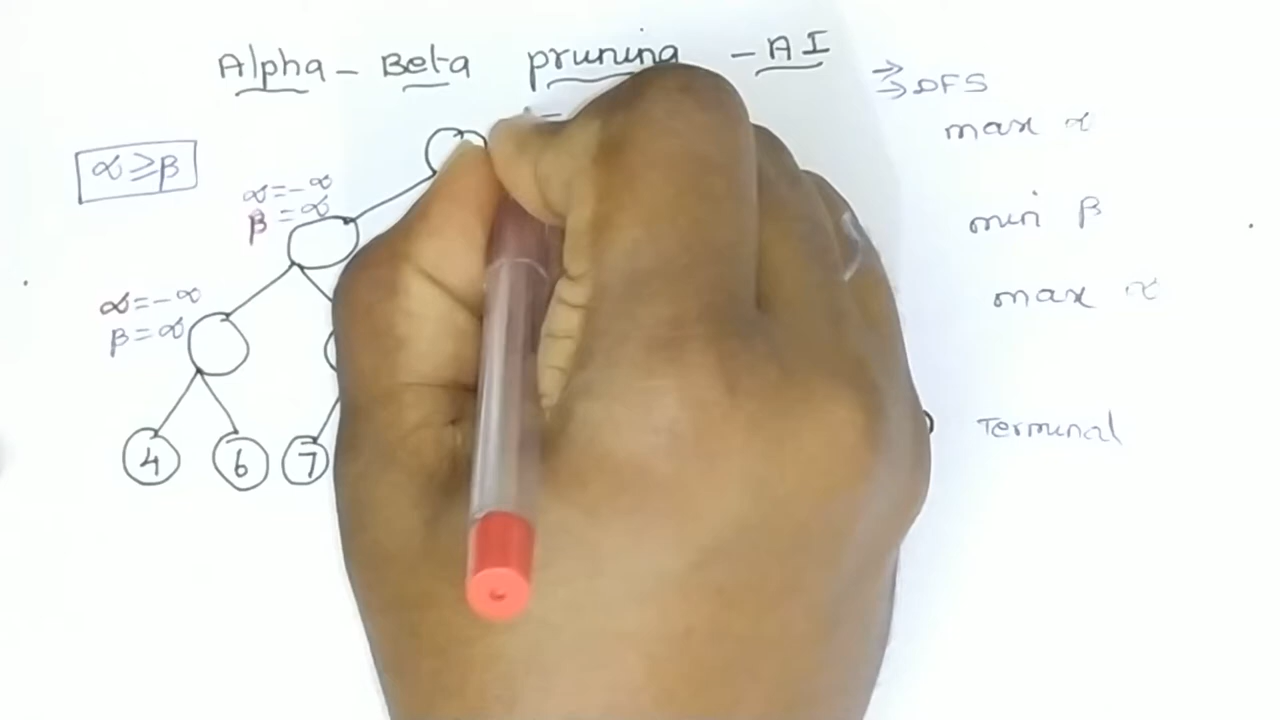 Alpha - Beta pruning - AI
⇒ DFS
max α
α ≥ β
α = -∞
β = ∞
min β
α = -∞
β = ∞
max α
Terminal
4 6 7